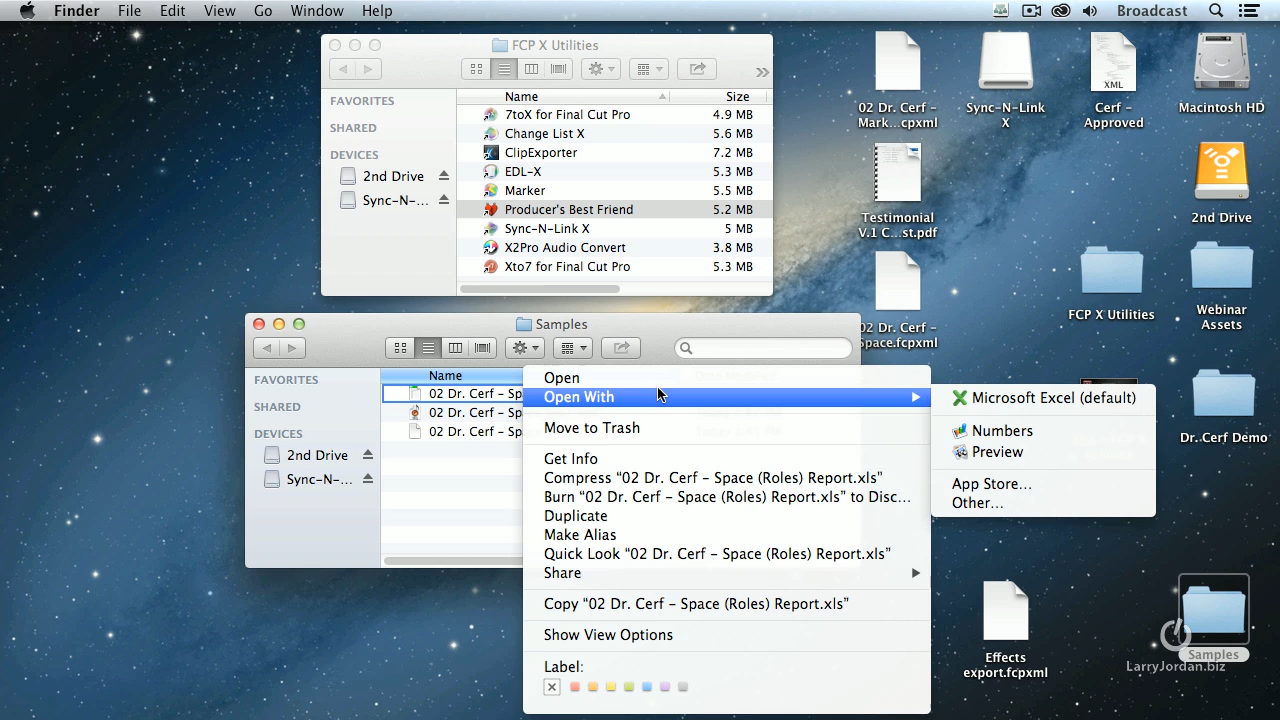 Finder File Edit View Go Window Help Broadcast
FCP X Utilities
FAVORITES
SHARED
DEVICES
2nd Drive
Sync-N-...
Name Size
7toX for Final Cut Pro 4.9 MB
Change List X 5.6 MB
ClipExporter 7.2 MB
EDL-X 5.3 MB
Marker 5.5 MB
Producer's Best Friend 5.2 MB
Sync-N-Link X 5 MB
X2Pro Audio Convert 3.8 MB
Xto7 for Final Cut Pro 5.3 MB
02 Dr. Cerf –
Mark...cpxml
Sync-N-Link
X
XML
Cerf –
Approved
Macintosh HD
Testimonial
V.1 C...st.pdf
2nd Drive
02 Dr. Cerf –
Space.fcpxml
FCP X Utilities
Webinar
Assets
Dr. Cerf Demo
Samples
FAVORITES
SHARED
DEVICES
2nd Drive
Sync-N-...
Name
02 Dr. Cerf – Sp
02 Dr. Cerf – Sp
02 Dr. Cerf – Sp
Open
Open With
Move to Trash
Get Info
Compress “02 Dr. Cerf – Space (Roles) Report.xls”
Burn “02 Dr. Cerf – Space (Roles) Report.xls” to Disc...
Duplicate
Make Alias
Quick Look “02 Dr. Cerf – Space (Roles) Report.xls”
Share
Copy “02 Dr. Cerf – Space (Roles) Report.xls”
Show View Options
Label:
Microsoft Excel (default)
Numbers
Preview
App Store...
Other...
Effects
export.fcpxml
Samples
LarryJordan.biz